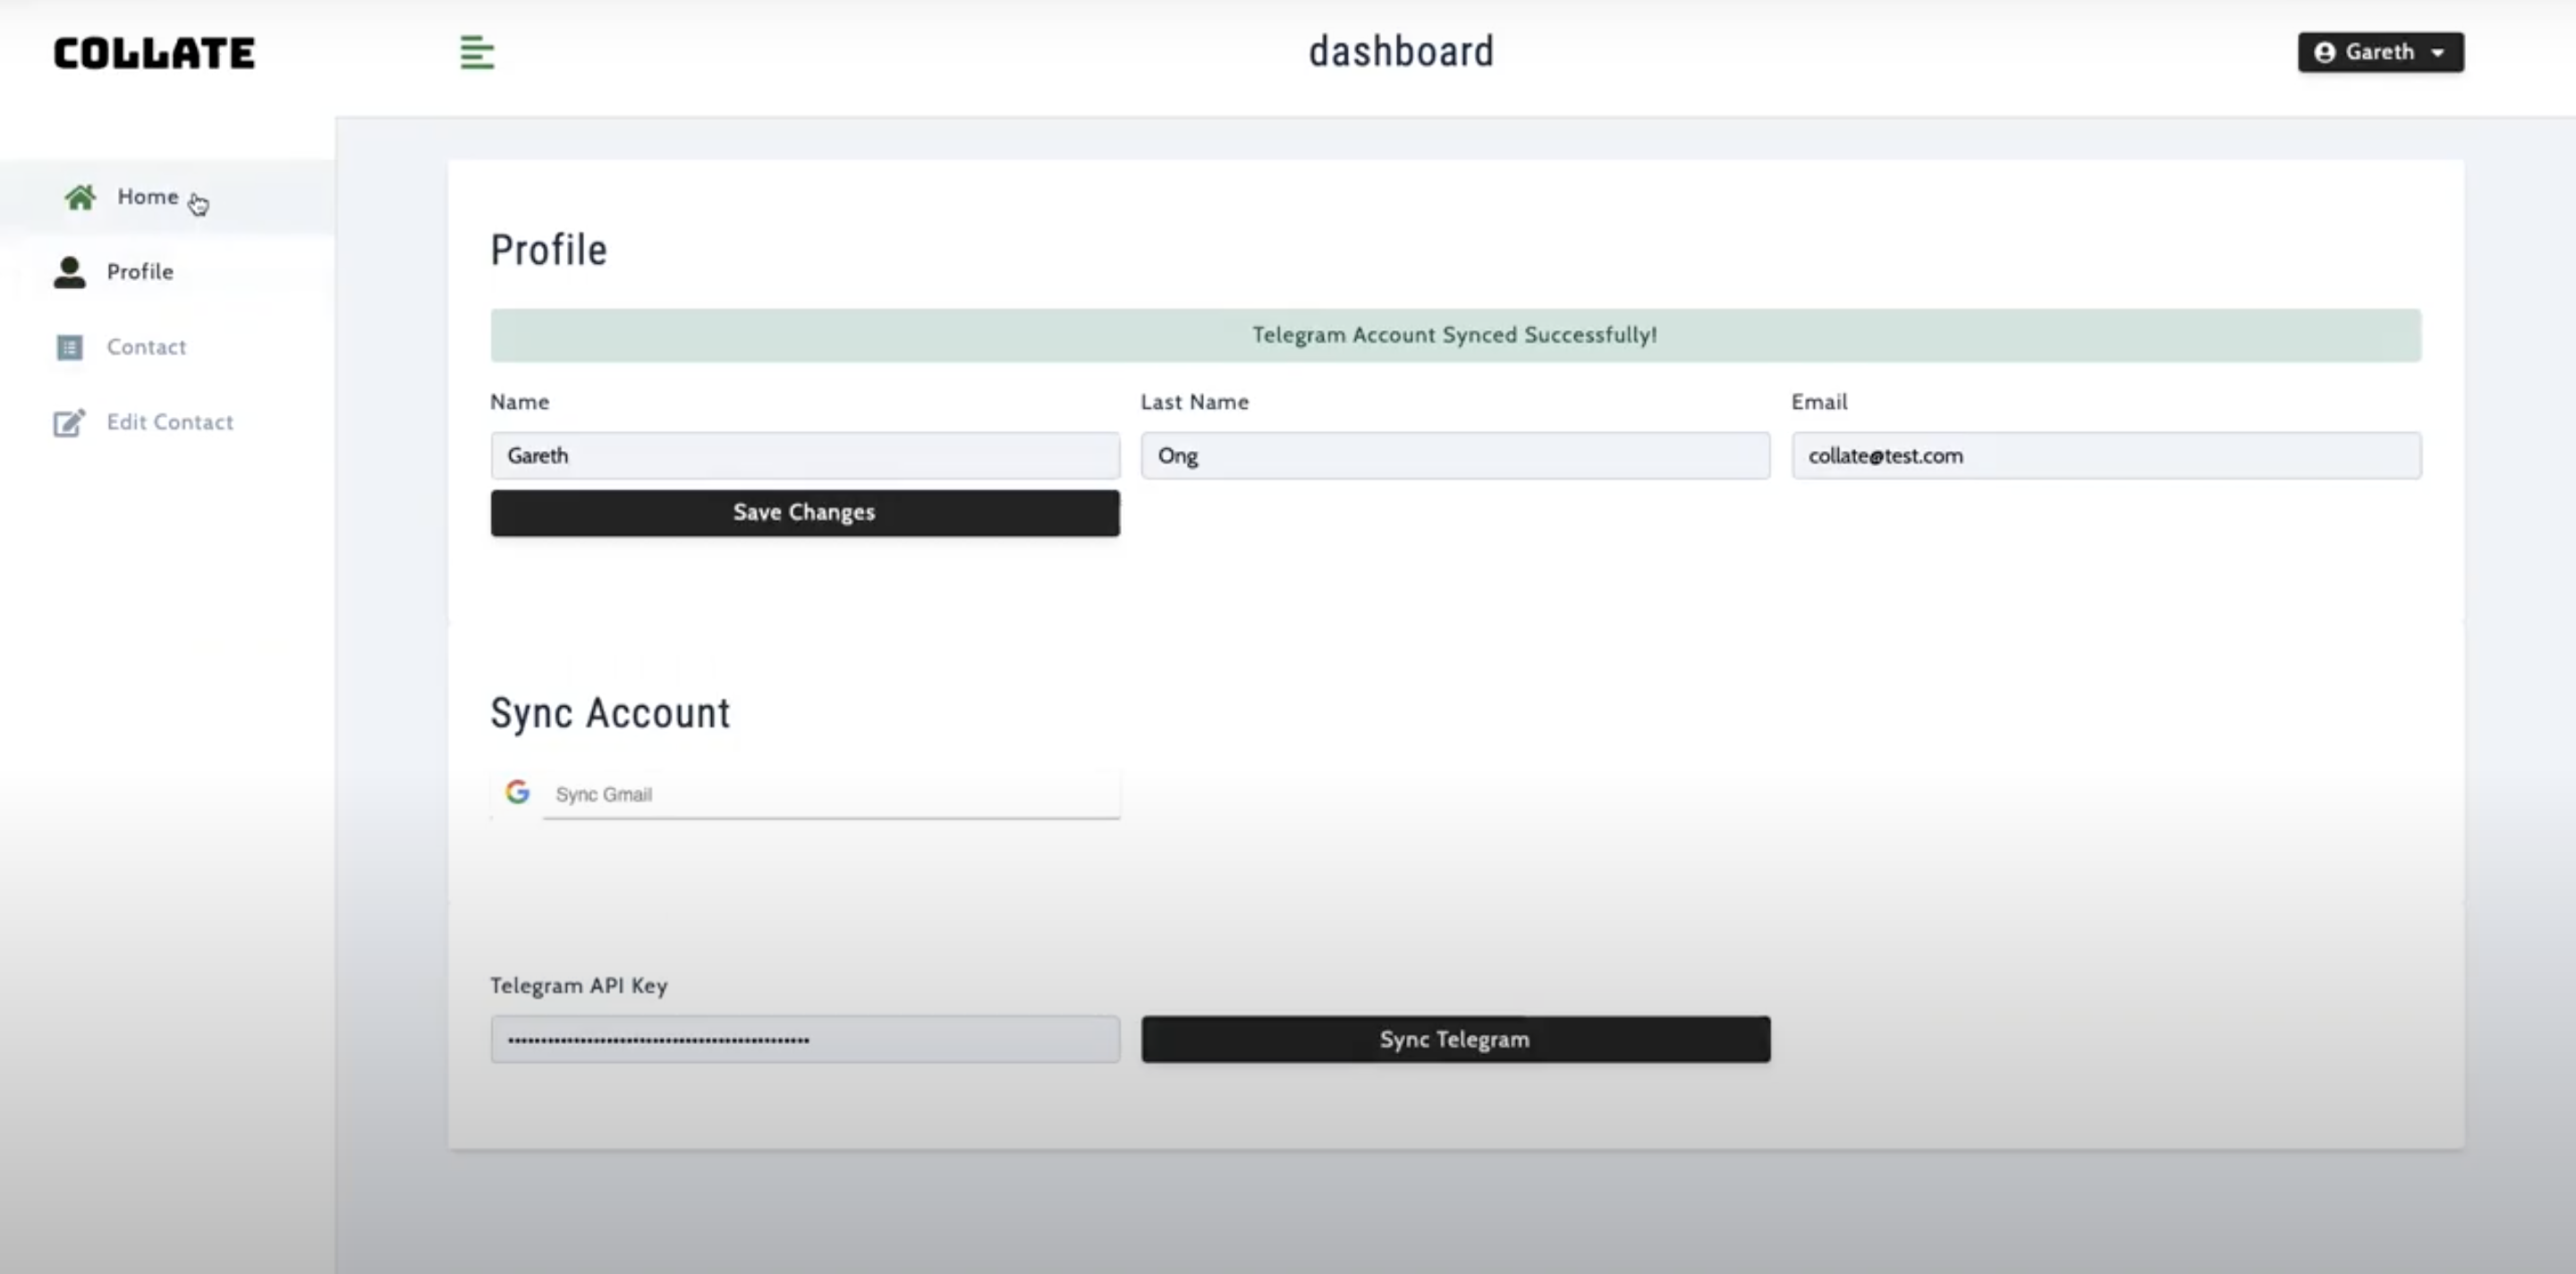 COLLATE
dashboard
Gareth
Home
Profile
Contact
Edit Contact
Profile
Telegram Account Synced Successfully!
Name
Last Name
Email
Gareth
Ong
collate@test.com
Save Changes
Sync Account
Sync Gmail
Telegram API Key
Sync Telegram